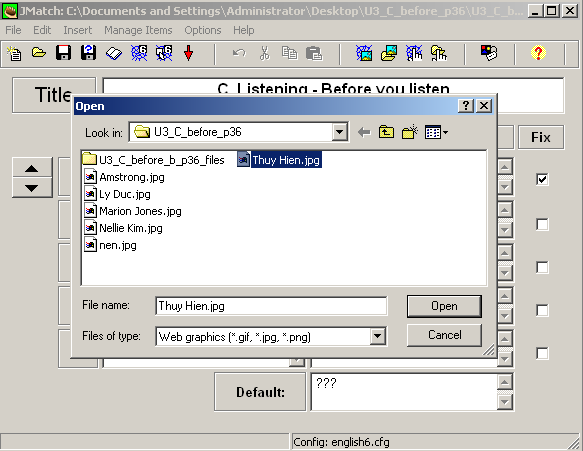 JMatch: C:\Documents and Settings\Administrator\Desktop\U3_C_before_p36\U3_C_b...
File Edit Insert Manage Items Options Help
Title
C. Listening - Before you listen
Open
Look in: U3_C_before_p36
Fix
U3_C_before_b_p36_files
Thuy Hien.jpg
Amstrong.jpg
Ly Duc.jpg
Marion Jones.jpg
Nellie Kim.jpg
nen.jpg
File name: Thuy Hien.jpg Open
Files of type: Web graphics (*.gif, *.jpg, *.png) Cancel
Default: ???
Config: english6.cfg